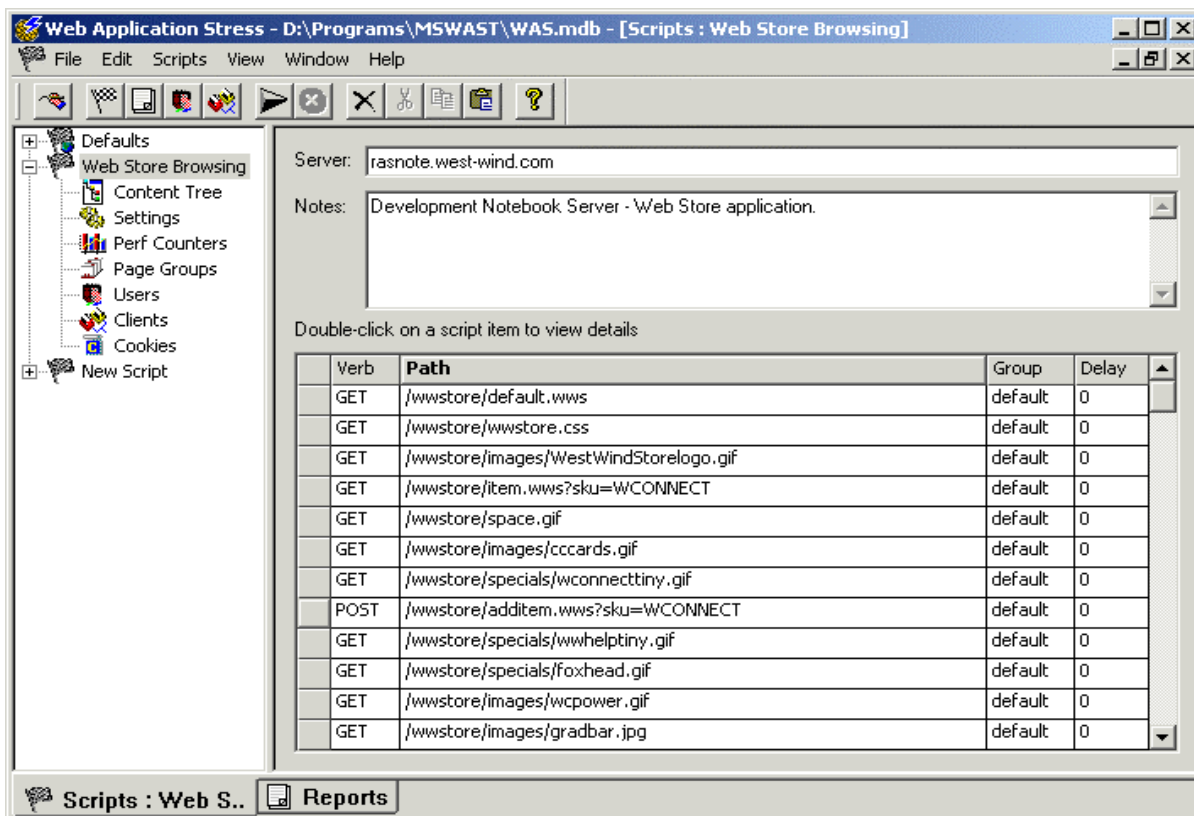 Web Application Stress - D:\Programs\MSWAST\WAS.mdb - [Scripts : Web Store Browsing]
File Edit Scripts View Window Help
Defaults
Web Store Browsing
Content Tree
Settings
Perf Counters
Page Groups
Users
Clients
Cookies
New Script
Server: rasnote.west-wind.com
Notes: Development Notebook Server - Web Store application.
Double-click on a script item to view details
Verb Path Group Delay
GET /wwstore/default.wws default 0
GET /wwstore/wwstore.css default 0
GET /wwstore/images/WestWindStorelogo.gif default 0
GET /wwstore/item.wws?sku=WCONNECT default 0
GET /wwstore/space.gif default 0
GET /wwstore/images/cccards.gif default 0
GET /wwstore/specials/wconnecttiny.gif default 0
POST /wwstore/additem.wws?sku=WCONNECT default 0
GET /wwstore/specials/wwhelptiny.gif default 0
GET /wwstore/specials/foxhead.gif default 0
GET /wwstore/images/wcpower.gif default 0
GET /wwstore/images/gradbar.jpg default 0
Scripts : Web S.. Reports